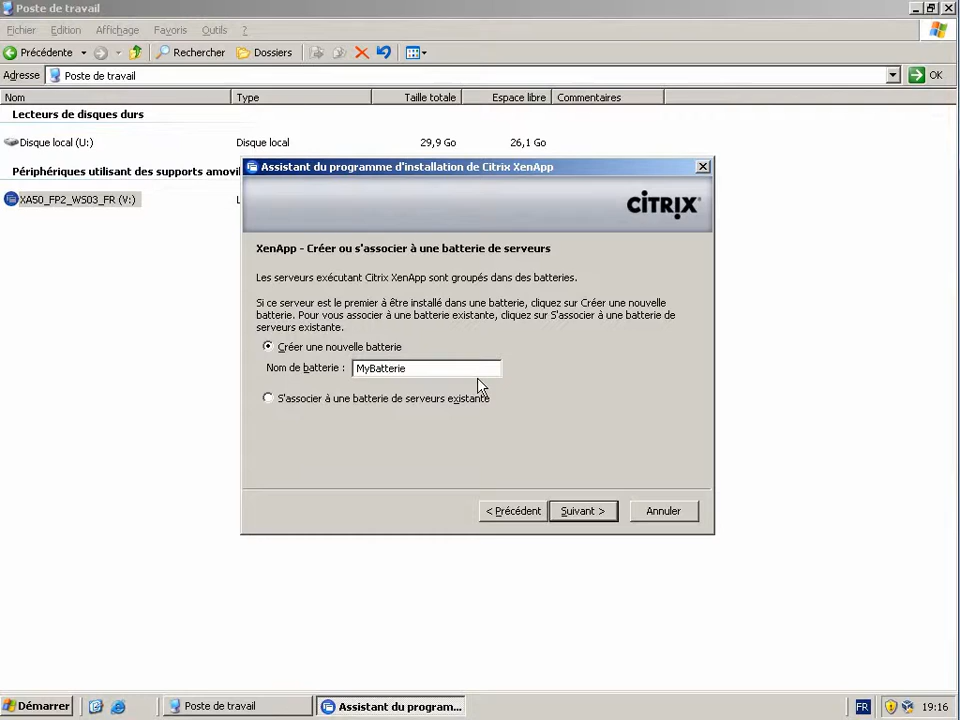 Poste de travail
Fichier Edition Affichage Favoris Outils ?
Précédente Rechercher Dossiers
Adresse Poste de travail OK
Nom Type Taille totale Espace libre Commentaires
Lecteurs de disques durs
Disque local (U:) Disque local 29,9 Go 26,1 Go
Périphériques utilisant des supports amovil
XA50_FP2_WS03_FR (V:) L
Assistant du programme d'installation de Citrix XenApp
CITRIX
XenApp - Créer ou s'associer à une batterie de serveurs
Les serveurs exécutant Citrix XenApp sont groupés dans des batteries.
Si ce serveur est le premier à être installé dans une batterie, cliquez sur Créer une nouvelle
batterie. Pour vous associer à une batterie existante, cliquez sur S'associer à une batterie de
serveurs existante.
Créer une nouvelle batterie
Nom de batterie : MyBatterie
S'associer à une batterie de serveurs existante
< Précédent Suivant > Annuler
Démarrer Poste de travail Assistant du program... FR 19:16